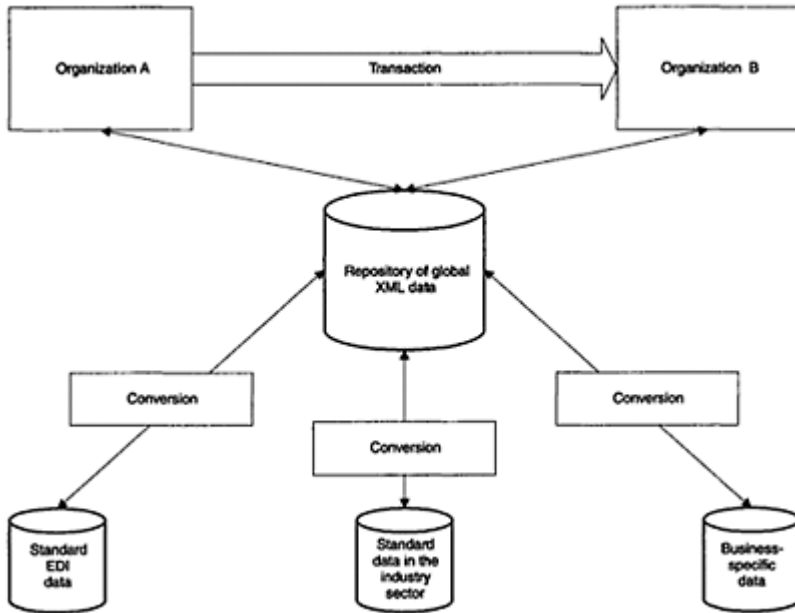 Organization A
Transaction
Organization B
Repository of global
XML data
Conversion
Conversion
Conversion
Standard
EDI
data
Standard
data in the
industry
sector
Business-
specific
data